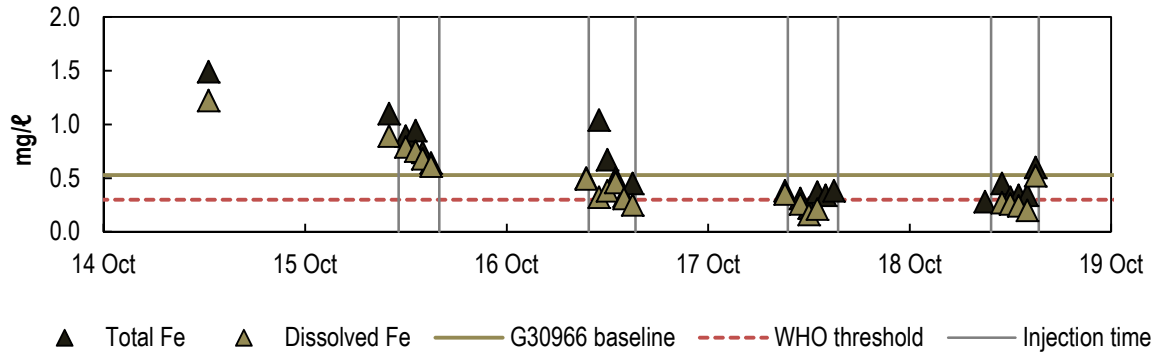 2.0
1.5
1.0
0.5
0.0
mg/ℓ
14 Oct 15 Oct 16 Oct 17 Oct 18 Oct 19 Oct
Total Fe Dissolved Fe G30966 baseline WHO threshold Injection time